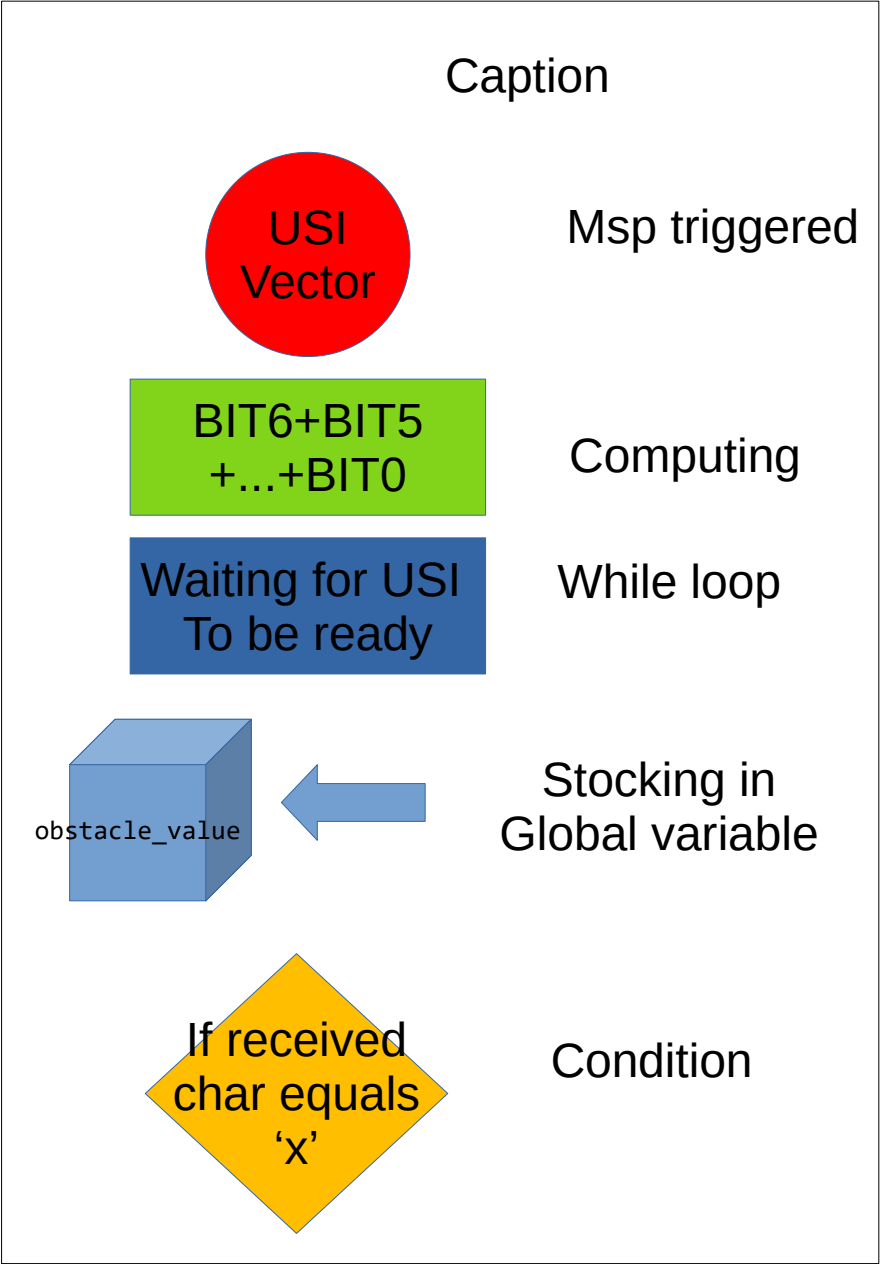 Caption
USI
Vector
Msp triggered
BIT6+BIT5
+...+BIT0
Computing
Waiting for USI
To be ready
While loop
obstacle_value
Stocking in
Global variable
If received
char equals
‘x’
Condition